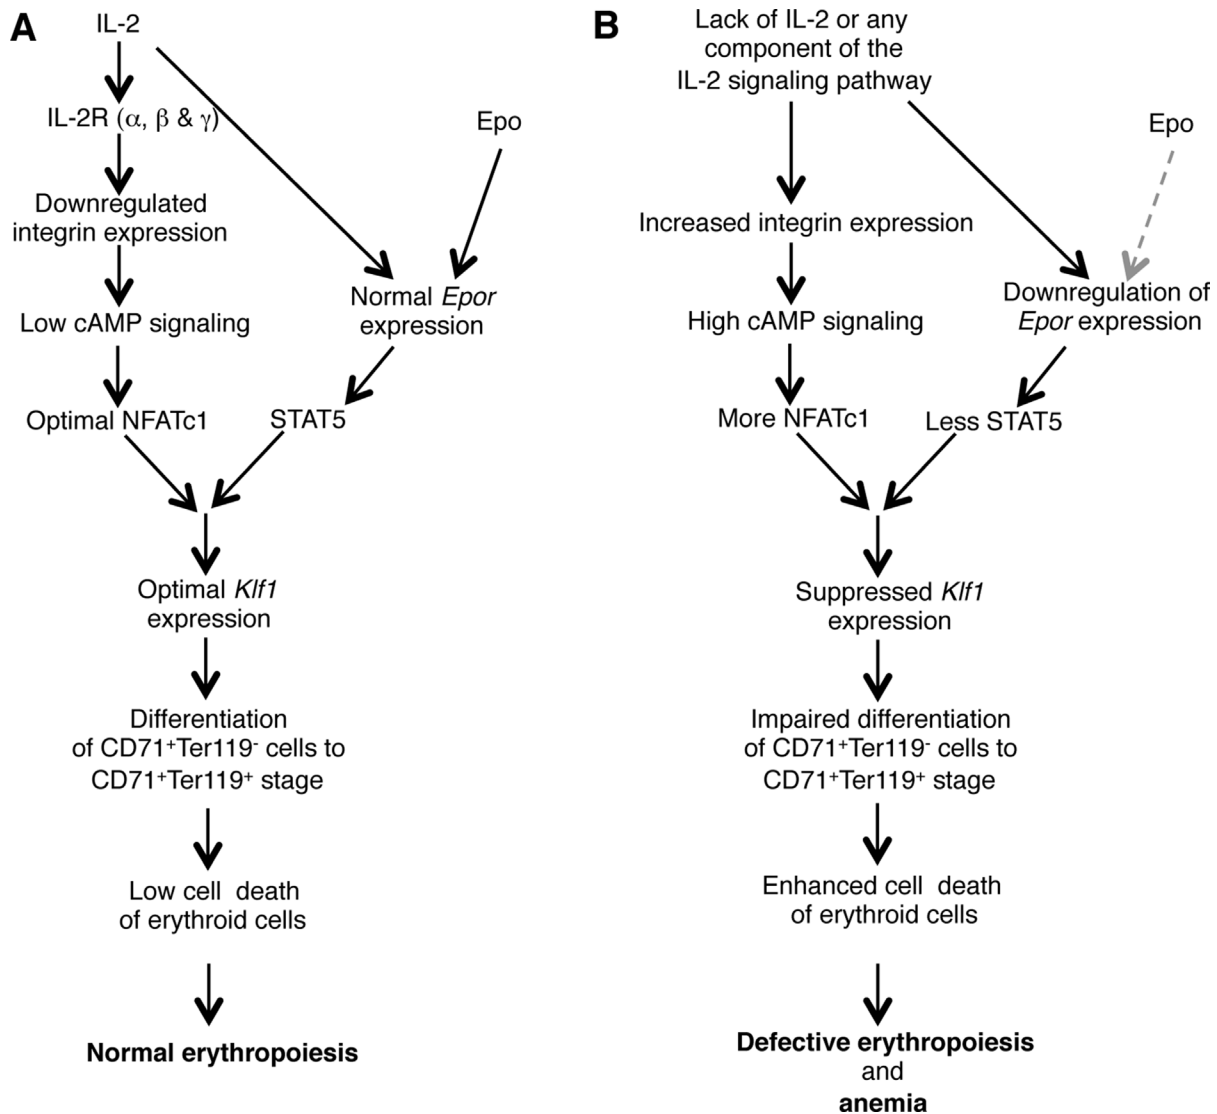 A
IL-2
IL-2R (α, β & γ)
Downregulated
integrin expression
Low cAMP signaling
Optimal NFATc1
Epo
Normal Epor
expression
STAT5
Optimal Klf1
expression
Differentiation
of CD71⁺Ter119⁻ cells to
CD71⁺Ter119⁺ stage
Low cell death
of erythroid cells
Normal erythropoiesis
B
Lack of IL-2 or any
component of the
IL-2 signaling pathway
Increased integrin expression
High cAMP signaling
More NFATc1
Epo
Downregulation of
Epor expression
Less STAT5
Suppressed Klf1
expression
Impaired differentiation
of CD71⁺Ter119⁻ cells to
CD71⁺Ter119⁺ stage
Enhanced cell death
of erythroid cells
Defective erythropoiesis
and
anemia